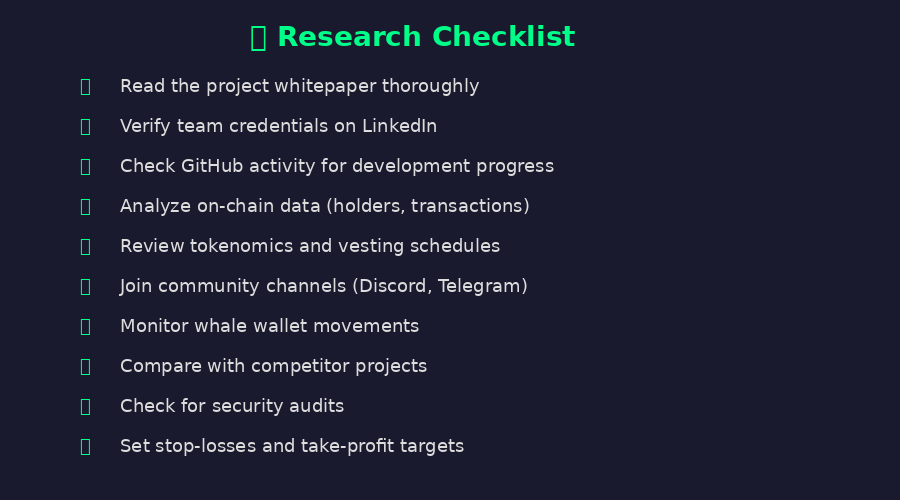 Research Checklist
Read the project whitepaper thoroughly
Verify team credentials on LinkedIn
Check GitHub activity for development progress
Analyze on-chain data (holders, transactions)
Review tokenomics and vesting schedules
Join community channels (Discord, Telegram)
Monitor whale wallet movements
Compare with competitor projects
Check for security audits
Set stop-losses and take-profit targets